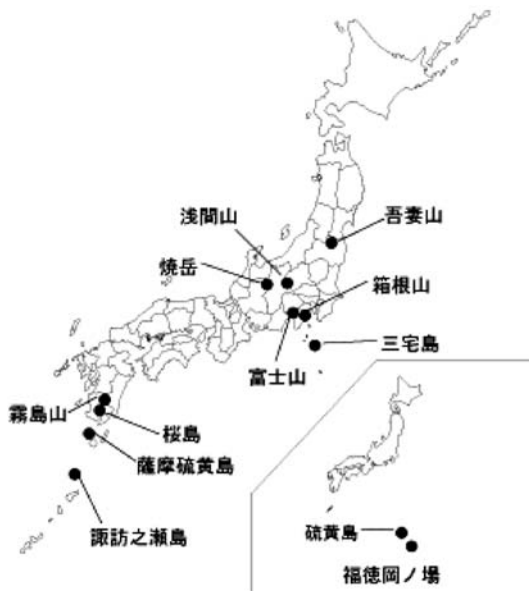 吾妻山
浅間山
焼岳
箱根山
三宅島
富士山
霧島山
桜島
薩摩硫黄島
諏訪之瀬島
硫黄島
福徳岡ノ場